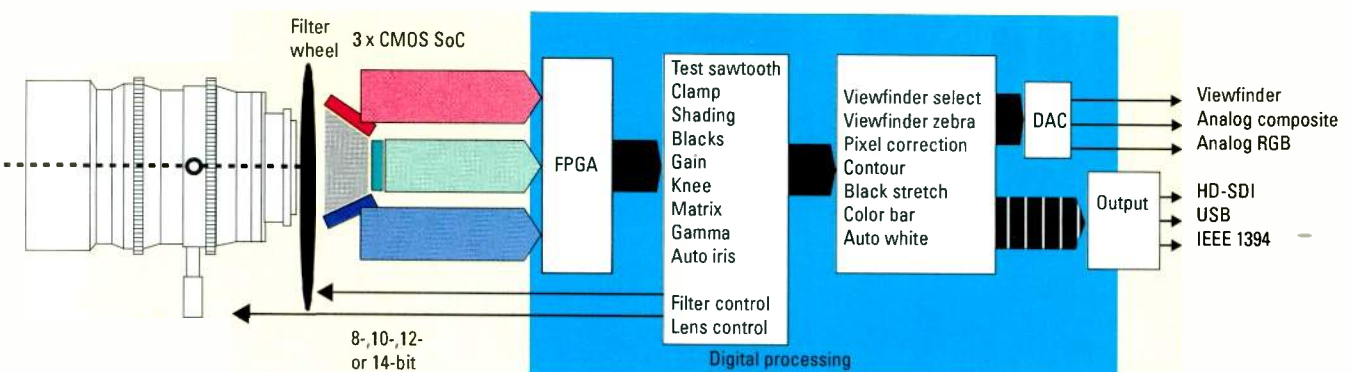 Filter
wheel
3 x CMOS SoC
FPGA
Test sawtooth
Clamp
Shading
Blacks
Gain
Knee
Matrix
Gamma
Auto iris
Filter control
Lens control
Viewfinder select
Viewfinder zebra
Pixel correction
Contour
Black stretch
Color bar
Auto white
DAC
Viewfinder
Analog composite
Analog RGB
Output
HD-SDI
USB
IEEE 1394
8-,10-,12-
or 14-bit
Digital processing